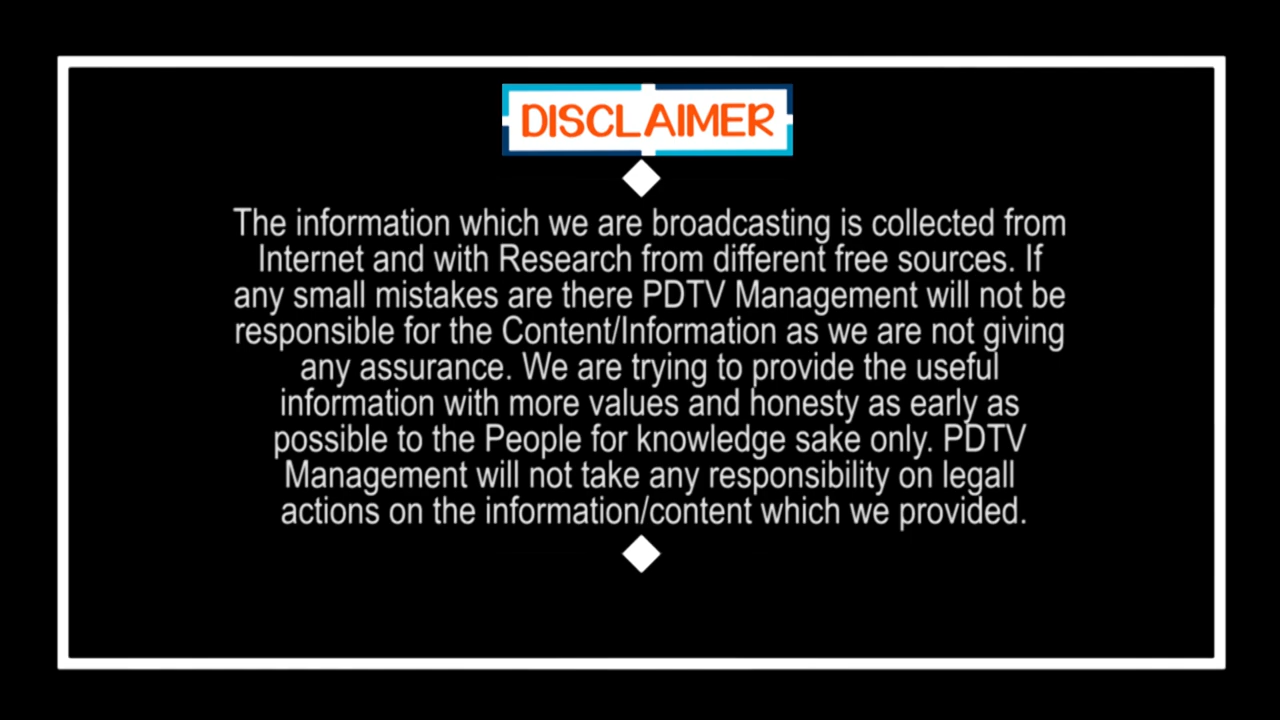 DISCLAIMER
The information which we are broadcasting is collected from
Internet and with Research from different free sources. If
any small mistakes are there PDTV Management will not be
responsible for the Content/Information as we are not giving
any assurance. We are trying to provide the useful
information with more values and honesty as early as
possible to the People for knowledge sake only. PDTV
Management will not take any responsibility on legall
actions on the information/content which we provided.